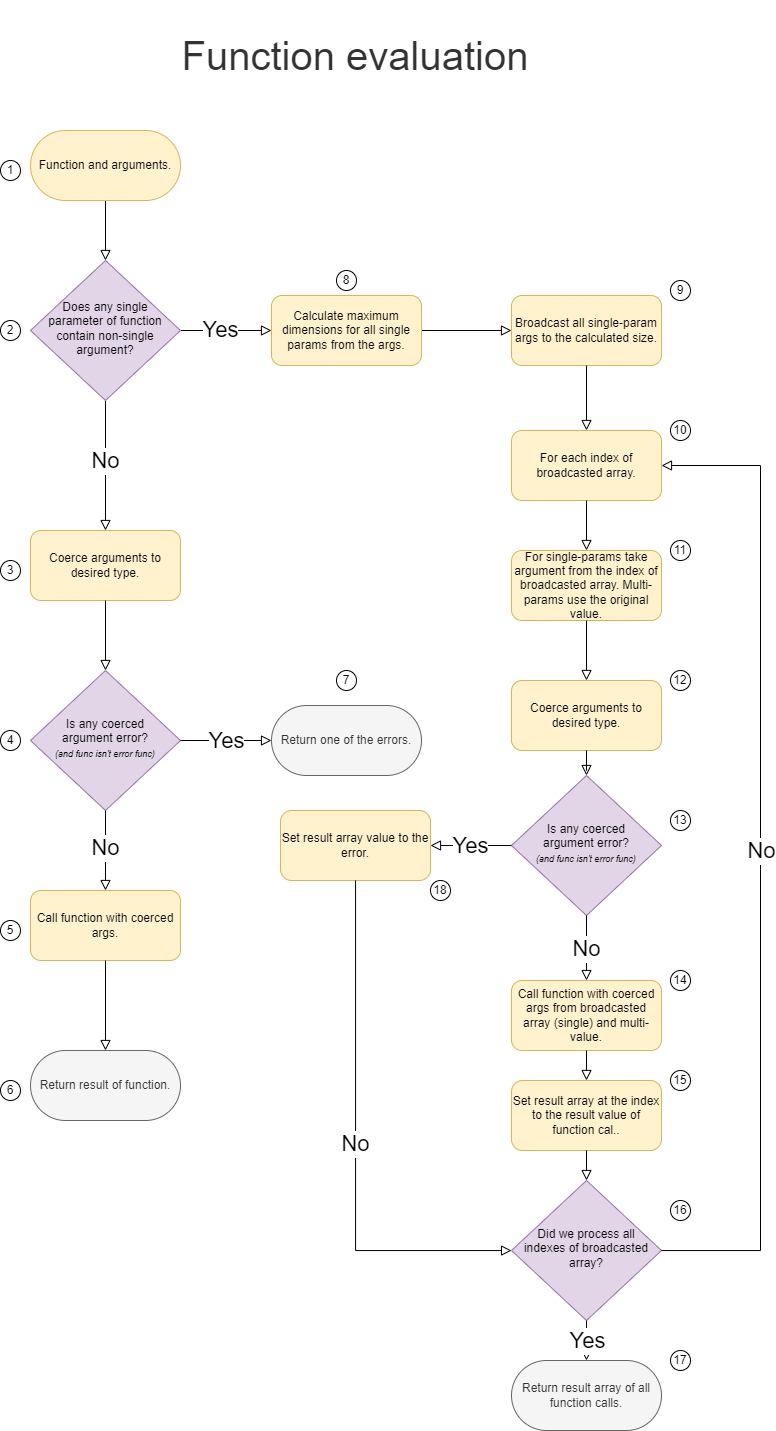 Function evaluation
1
Function and arguments.
2
Does any single
parameter of function
contain non-single
argument?
Yes
8
Calculate maximum
dimensions for all single
params from the args.
9
Broadcast all single-param
args to the calculated size.
No
10
For each index of
broadcasted array.
3
Coerce arguments to
desired type.
11
For single-params take
argument from the index of
broadcasted array. Multi-
params use the original
value.
4
Is any coerced
argument error?
(and func isn't error func)
Yes
7
Return one of the errors.
12
Coerce arguments to
desired type.
No
13
Is any coerced
argument error?
(and func isn't error func)
Yes
Set result array value to the
error.
18
No
5
Call function with coerced
args.
No
14
Call function with coerced
args from broadcasted
array (single) and multi-
value.
6
Return result of function.
15
Set result array at the index
to the result value of
function cal..
No
16
Did we process all
indexes of broadcasted
array?
Yes
17
Return result array of all
function calls.